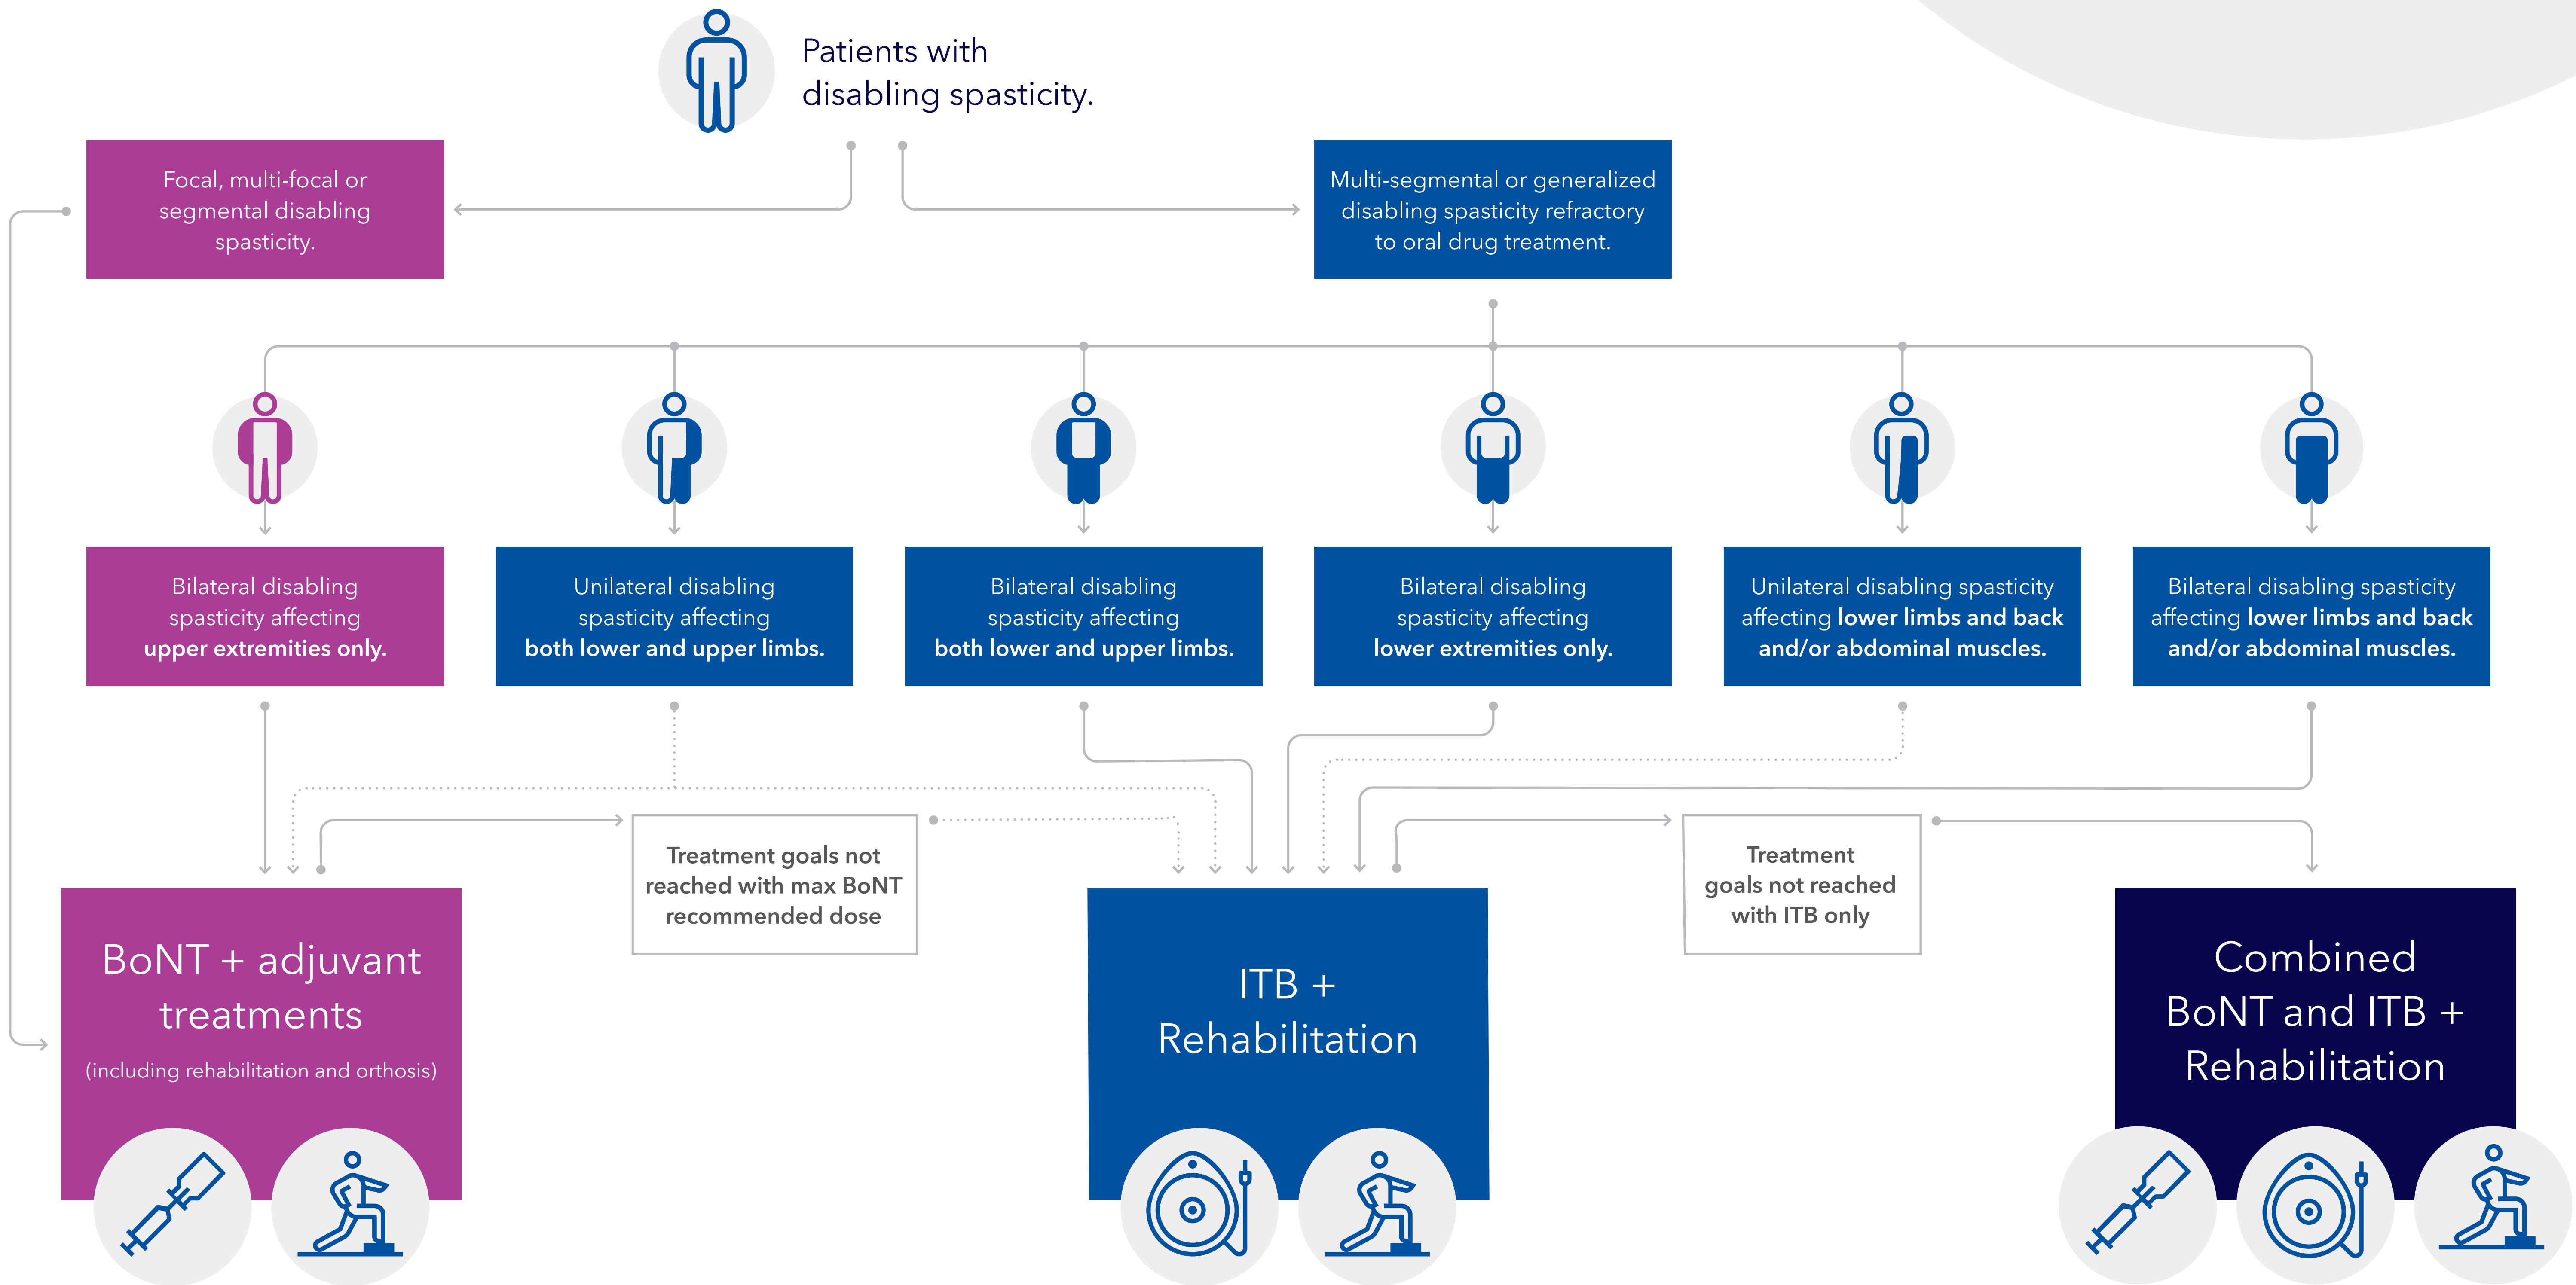 Patients with
disabling spasticity.
Focal, multi-focal or
segmental disabling
spasticity.
Multi-segmental or generalized
disabling spasticity refractory
to oral drug treatment.
Bilateral disabling
spasticity affecting
upper extremities only.
Unilateral disabling
spasticity affecting
both lower and upper limbs.
Bilateral disabling
spasticity affecting
both lower and upper limbs.
Bilateral disabling
spasticity affecting
lower extremities only.
Unilateral disabling spasticity
affecting lower limbs and back
and/or abdominal muscles.
Bilateral disabling spasticity
affecting lower limbs and back
and/or abdominal muscles.
Treatment goals not
reached with max BoNT
recommended dose
Treatment
goals not reached
with ITB only
BoNT + adjuvant
treatments
(including rehabilitation and orthosis)
ITB +
Rehabilitation
Combined
BoNT and ITB +
Rehabilitation